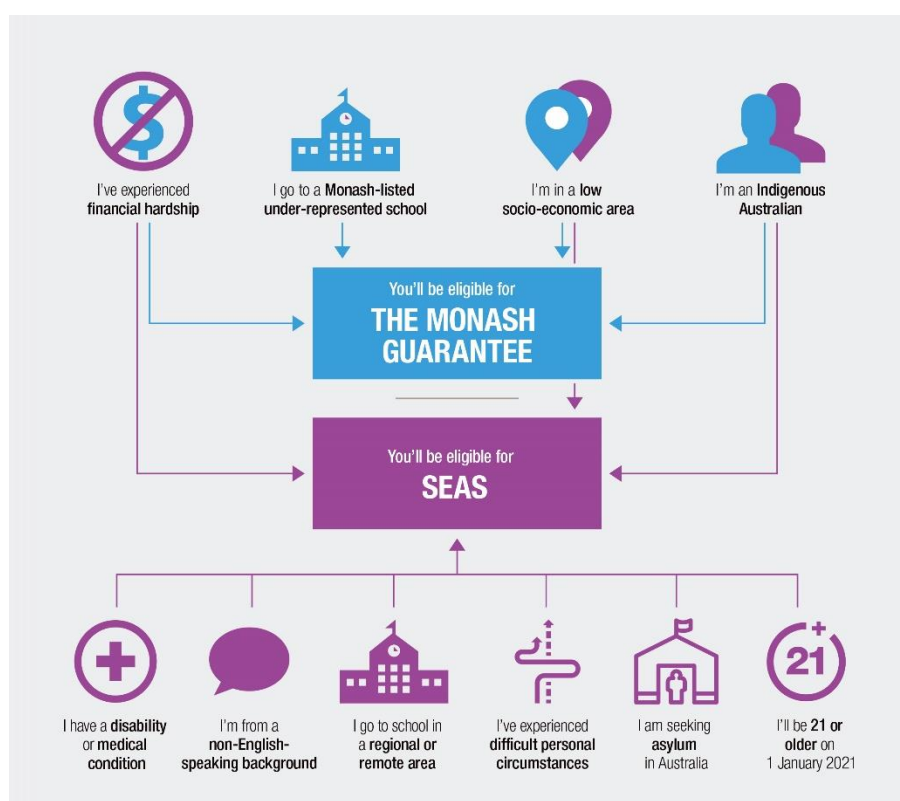 $
I've experienced
financial hardship
I go to a Monash-listed
under-represented school
I'm in a low
socio-economic area
I'm an Indigenous
Australian
You'll be eligible for
THE MONASH
GUARANTEE
You'll be eligible for
SEAS
I have a disability
or medical
condition
I'm from a
non-English-
speaking background
I go to school in
a regional or
remote area
I've experienced
difficult personal
circumstances
I am seeking
asylum
in Australia
21+
I'll be 21 or
older on
1 January 2021